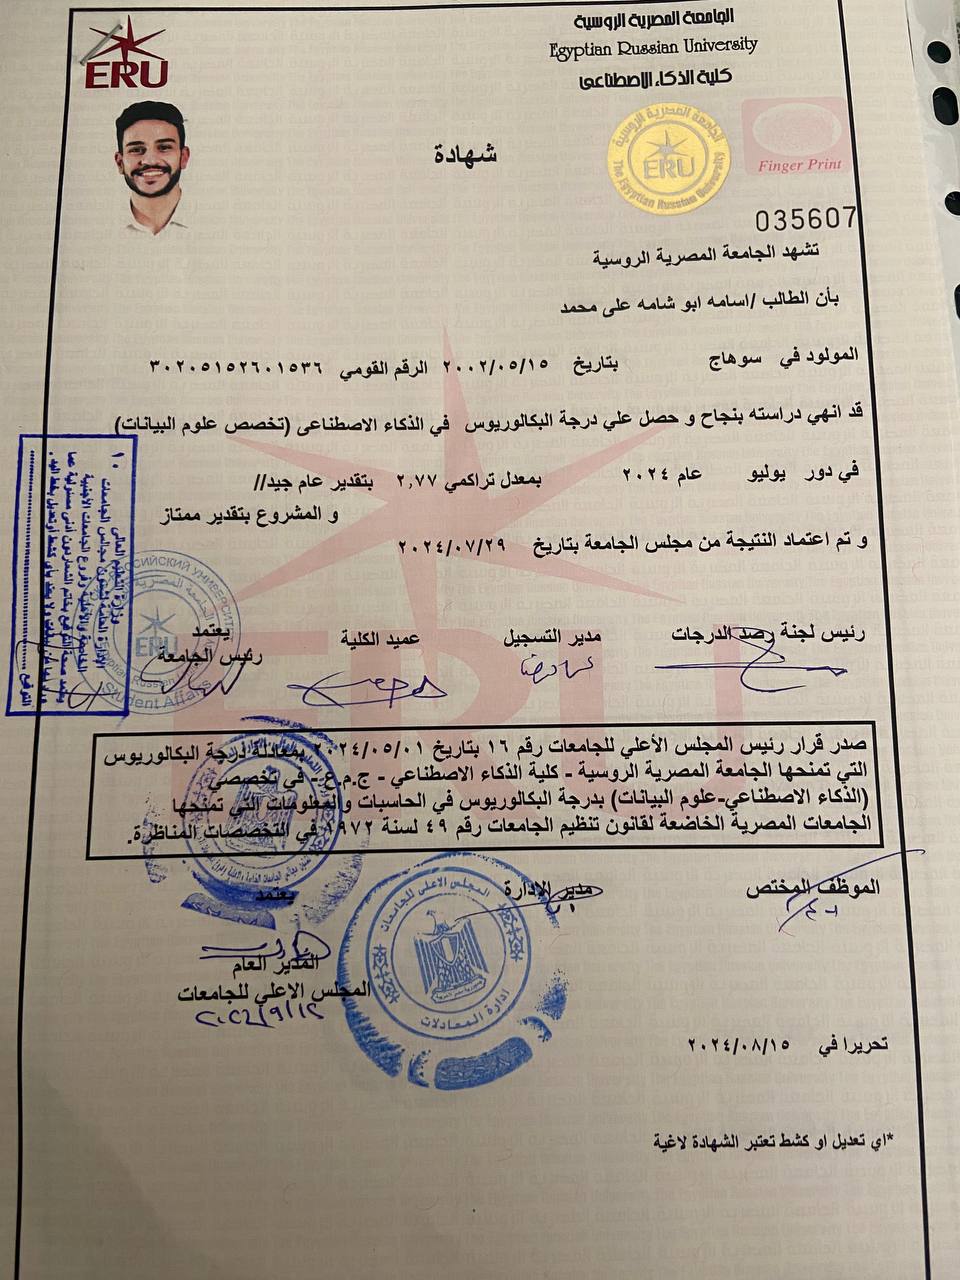 الجامعة المصرية الروسية
Egyptian Russian University
كلية الذكاء الاصطناعى
ERU
شهادة
الجامعة المصرية الروسية
ERU
The Egyptian Russian University
Finger Print
035607
تشهد الجامعة المصرية الروسية
بأن الطالب /اسامه ابو شامه على محمد
المولود في سوهاج بتاريخ ٢٠٠٢/٠٥/١٥ الرقم القومي ٣٠٢٠٥١٥٢٦٠١٥٣٦
قد انهي دراسته بنجاح و حصل علي درجة البكالوريوس في الذكاء الاصطناعى (تخصص علوم البيانات)
في دور يوليو عام ٢٠٢٤ بمعدل تراكمي ٢,٧٧ بتقدير عام جيد//
و المشروع بتقدير ممتاز
و تم اعتماد النتيجة من مجلس الجامعة بتاريخ ٢٠٢٤/٠٧/٢٩
رئيس لجنة رصد الدرجات مدير التسجيل عميد الكلية يعتمد
رئيس الجامعة
وزارة التعليم العالى
ERU
Student Affairs
صدر قرار رئيس المجلس الأعلي للجامعات رقم ١٦ بتاريخ ٢٠٢٤/٠٥/٠١ بمعادلة درجة البكالوريوس
التي تمنحها الجامعة المصرية الروسية - كلية الذكاء الاصطناعي - ج.م.ع - في تخصصي
(الذكاء الاصطناعي-علوم البيانات) بدرجة البكالوريوس في الحاسبات والمعلومات التي تمنحها
الجامعات المصرية الخاضعة لقانون تنظيم الجامعات رقم ٤٩ لسنة ١٩٧٢ في التخصصات المناظرة.
الموظف المختص مدير الإدارة يعتمد
المدير العام
المجلس الاعلي للجامعات
المجلس الاعلى للجامعات
ادارة المعادلات
تحريرا في ٢٠٢٤/٠٨/١٥
*اي تعديل او كشط تعتبر الشهادة لاغية